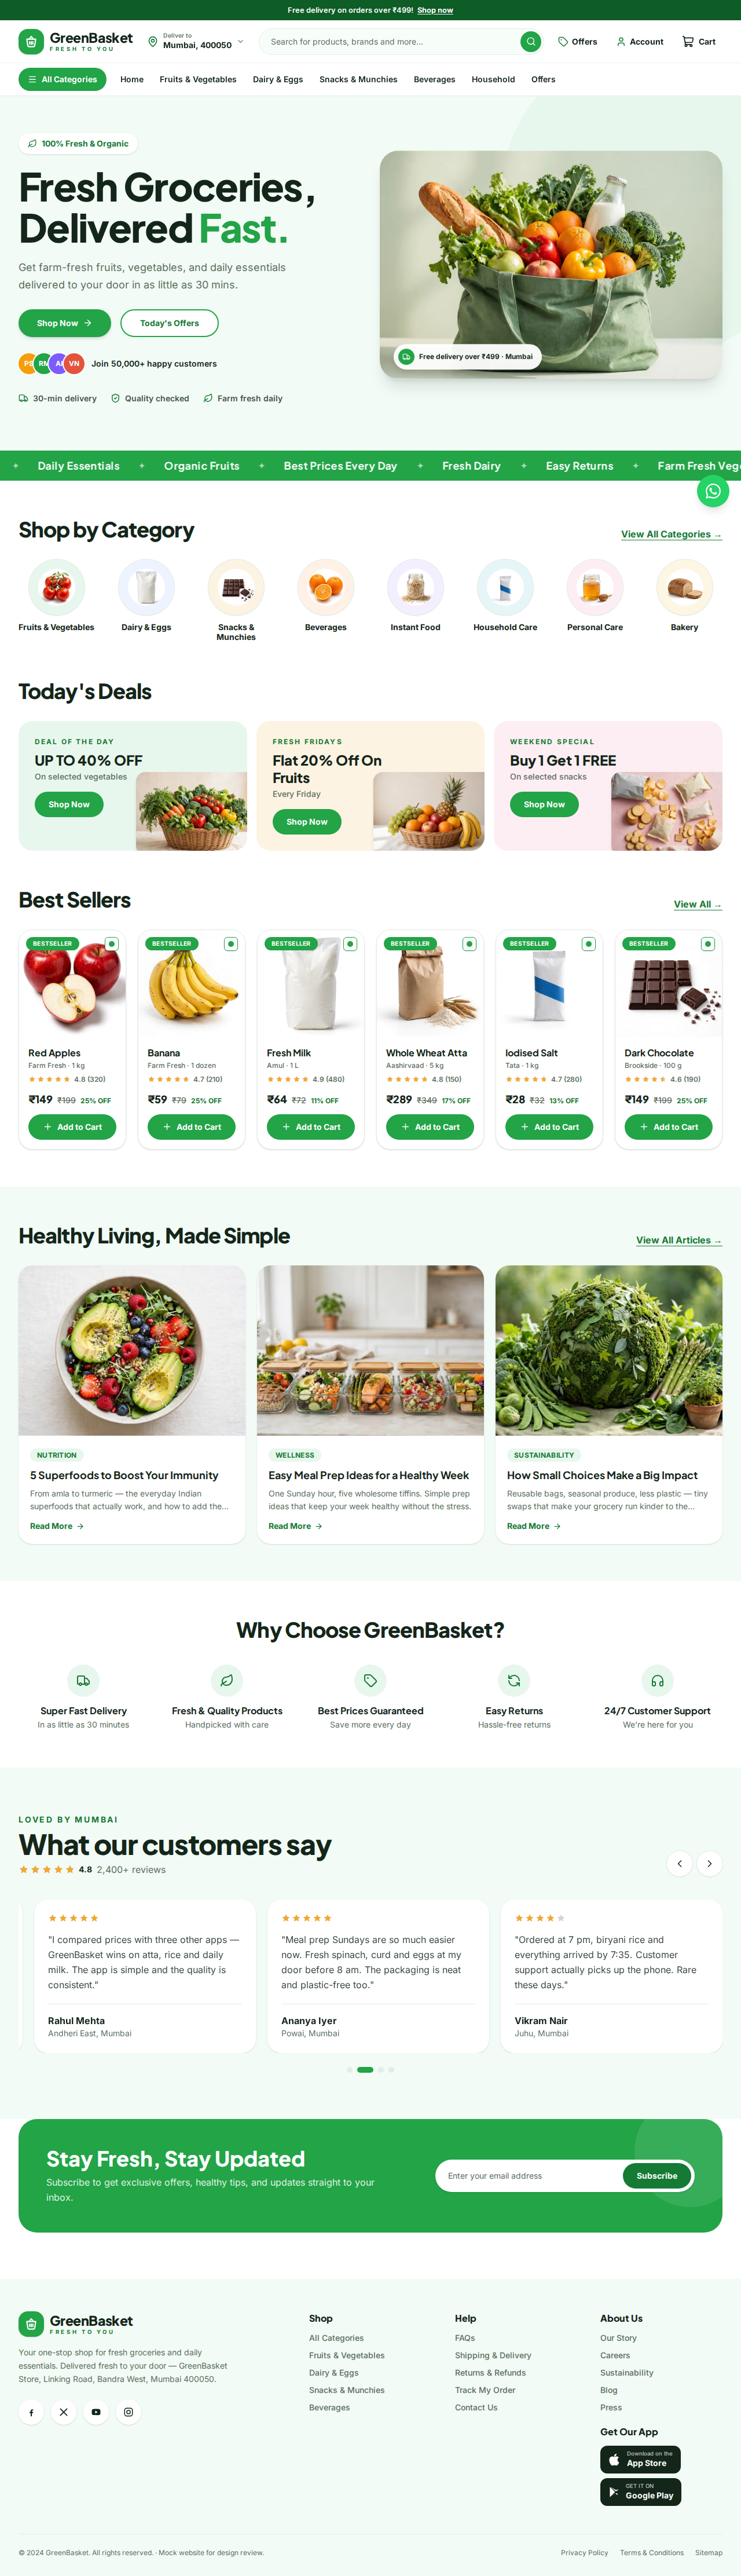 Free delivery on orders over ₹499! Shop now
GreenBasket
FRESH TO YOU
Deliver to
Mumbai, 400050
Search for products, brands and more...
Offers
Account
Cart
All Categories
Home
Fruits & Vegetables
Dairy & Eggs
Snacks & Munchies
Beverages
Household
Offers
100% Fresh & Organic
Fresh Groceries,
Delivered Fast.
Get farm-fresh fruits, vegetables, and daily essentials
delivered to your door in as little as 30 mins.
Shop Now →
Today's Offers
VN
Join 50,000+ happy customers
30-min delivery
Quality checked
Farm fresh daily
Free delivery over ₹499 · Mumbai
Daily Essentials
Organic Fruits
Best Prices Every Day
Fresh Dairy
Easy Returns
Farm Fresh
Shop by Category
View All Categories →
Fruits & Vegetables
Dairy & Eggs
Snacks &
Munchies
Beverages
Instant Food
Household Care
Personal Care
Bakery
Today's Deals
DEAL OF THE DAY
UP TO 40% OFF
On selected vegetables
Shop Now
FRESH FRIDAYS
Flat 20% Off On
Fruits
Every Friday
Shop Now
WEEKEND SPECIAL
Buy 1 Get 1 FREE
On selected snacks
Shop Now
Best Sellers
View All →
BESTSELLER
Red Apples
Farm Fresh · 1 kg
4.8 (320)
₹149 ₹199 25% OFF
+ Add to Cart
BESTSELLER
Banana
Farm Fresh · 1 dozen
4.7 (210)
₹59 ₹79 25% OFF
+ Add to Cart
BESTSELLER
Fresh Milk
Amul · 1 L
4.9 (480)
₹64 ₹72 11% OFF
+ Add to Cart
BESTSELLER
Whole Wheat Atta
Aashirvaad · 5 kg
4.8 (150)
₹289 ₹349 17% OFF
+ Add to Cart
BESTSELLER
Iodised Salt
Tata · 1 kg
4.7 (280)
₹28 ₹32 13% OFF
+ Add to Cart
BESTSELLER
Dark Chocolate
Brookside · 100 g
4.6 (190)
₹149 ₹199 25% OFF
+ Add to Cart
Healthy Living, Made Simple
View All Articles →
NUTRITION
5 Superfoods to Boost Your Immunity
From amla to turmeric — the everyday Indian
superfoods that actually work, and how to add the...
Read More →
WELLNESS
Easy Meal Prep Ideas for a Healthy Week
One Sunday hour, five wholesome tiffins. Simple prep
ideas that keep your week healthy without the stress.
Read More →
SUSTAINABILITY
How Small Choices Make a Big Impact
Reusable bags, seasonal produce, less plastic — tiny
swaps that make your grocery run kinder to the...
Read More →
Why Choose GreenBasket?
Super Fast Delivery
In as little as 30 minutes
Fresh & Quality Products
Handpicked with care
Best Prices Guaranteed
Save more every day
Easy Returns
Hassle-free returns
24/7 Customer Support
We're here for you
LOVED BY MUMBAI
What our customers say
4.8 2,400+ reviews
"I compared prices with three other apps —
GreenBasket wins on atta, rice and daily
milk. The app is simple and the quality is
consistent."
Rahul Mehta
Andheri East, Mumbai
"Meal prep Sundays are so much easier
now. Fresh spinach, curd and eggs at my
door before 8 am. The packaging is neat
and plastic-free too."
Ananya Iyer
Powai, Mumbai
"Ordered at 7 pm, biryani rice and
everything arrived by 7:35. Customer
support actually picks up the phone. Rare
these days."
Vikram Nair
Juhu, Mumbai
Stay Fresh, Stay Updated
Subscribe to get exclusive offers, healthy tips, and updates straight to your
inbox.
Enter your email address
Subscribe
GreenBasket
FRESH TO YOU
Your one-stop shop for fresh groceries and daily
essentials. Delivered fresh to your door — GreenBasket
Store, Linking Road, Bandra West, Mumbai 400050.
Shop
All Categories
Fruits & Vegetables
Dairy & Eggs
Snacks & Munchies
Beverages
Help
FAQs
Shipping & Delivery
Returns & Refunds
Track My Order
Contact Us
About Us
Our Story
Careers
Sustainability
Blog
Press
Get Our App
Download on the
App Store
GET IT ON
Google Play
© 2024 GreenBasket. All rights reserved. · Mock website for design review.
Privacy Policy
Terms & Conditions
Sitemap